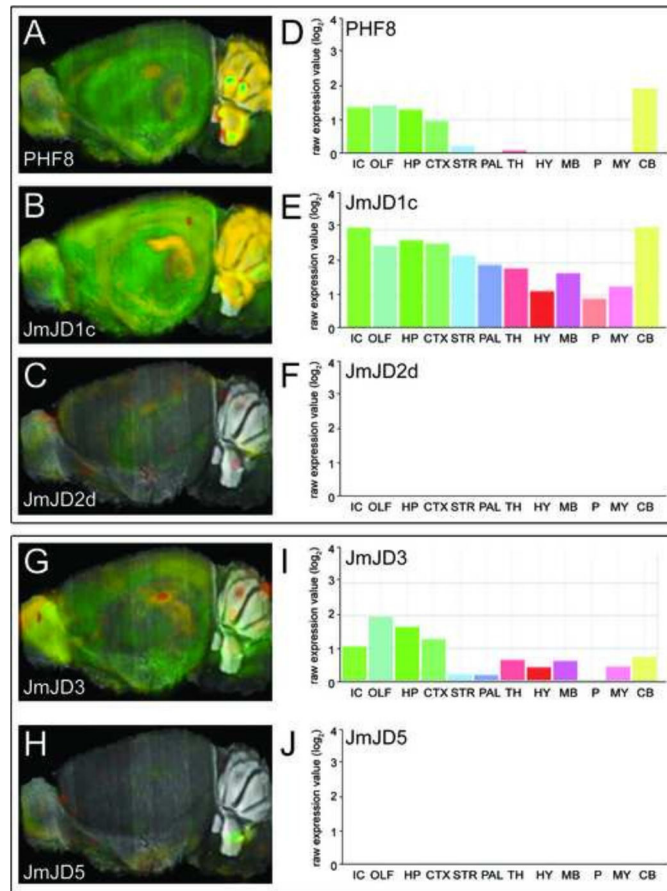 A
PHF8
D
PHF8
raw expression value (log2)
4
3
2
1
0
IC OLF HP CTX STR PAL TH HY MB P MY CB
B
JmJD1c
E
JmJD1c
raw expression value (log2)
4
3
2
1
0
IC OLF HP CTX STR PAL TH HY MB P MY CB
C
JmJD2d
F
JmJD2d
raw expression value (log2)
4
3
2
1
0
IC OLF HP CTX STR PAL TH HY MB P MY CB
G
JmJD3
I
JmJD3
raw expression value (log2)
4
3
2
1
0
IC OLF HP CTX STR PAL TH HY MB P MY CB
H
JmJD5
J
JmJD5
raw expression value (log2)
4
3
2
1
0
IC OLF HP CTX STR PAL TH HY MB P MY CB